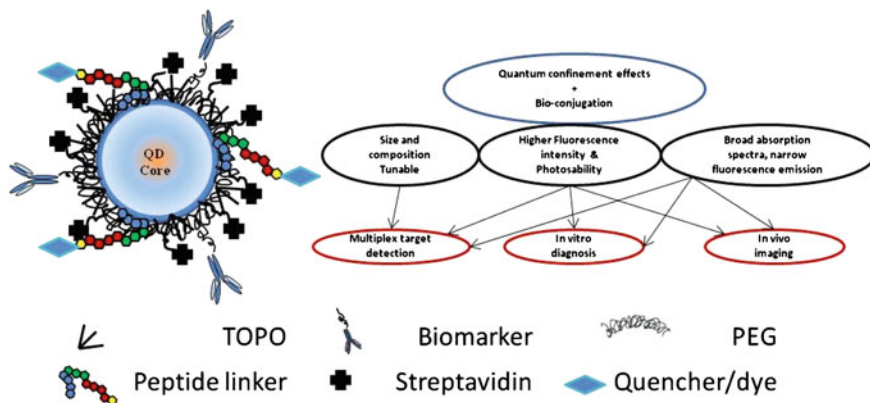 QD
Core
Quantum confinement effects
+
Bio-conjugation
Size and
composition
Tunable
Higher Fluorescence
intensity &
Photosability
Broad absorption
spectra, narrow
fluorescence emission
Multiplex target
detection
In vitro
diagnosis
In vivo
imaging
TOPO
Biomarker
PEG
Peptide linker
Streptavidin
Quencher/dye